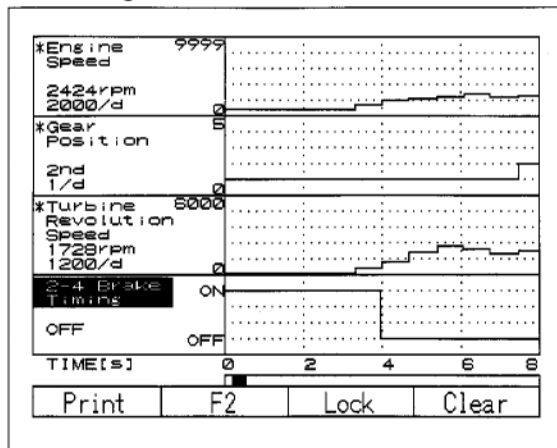 *Engine 9999
Speed
2424rpm
2000/d 0
*Gear 5
Position
2nd
1/d 0
*Turbine 6000
Revolution
Speed
1728rpm
1200/d 0
2-4 Brake ON
Timing
OFF OFF
TIME[s] 0 2 4 6 8
Print F2 Lock Clear